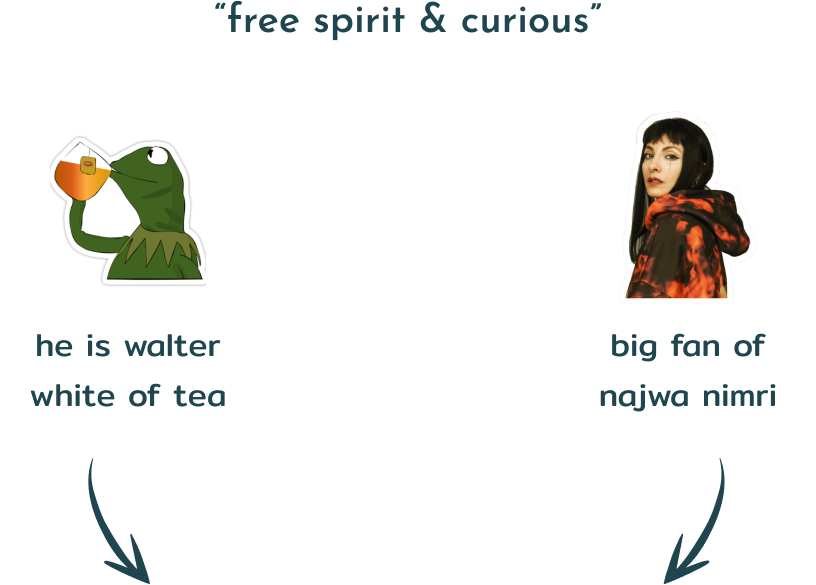 “free spirit & curious”
he is walter
white of tea
big fan of
najwa nimri